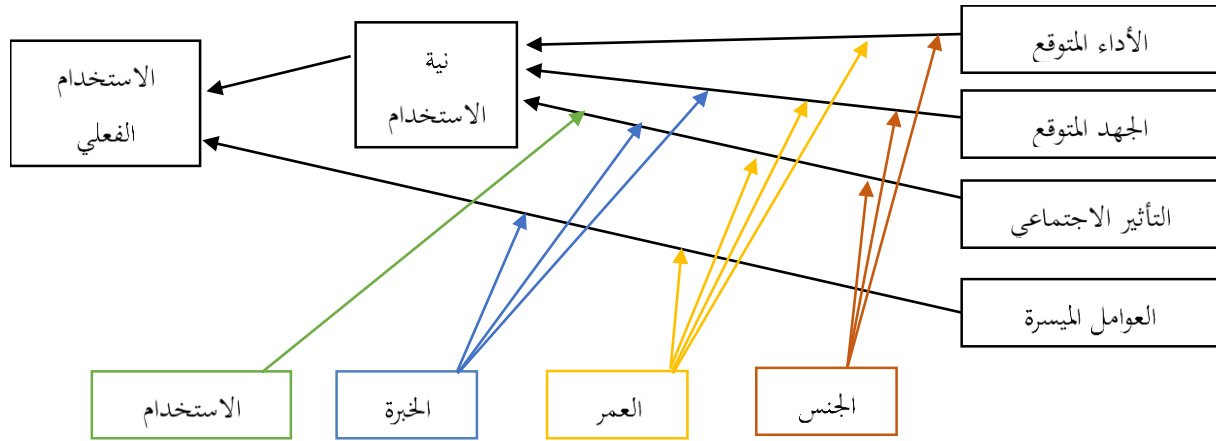 الأداء المتوقع
نية
الاستخدام
الاستخدام
الفعلي
الجهد المتوقع
التأثير الاجتماعي
العوامل الميسرة
الجنس
العمر
الخبرة
الاستخدام